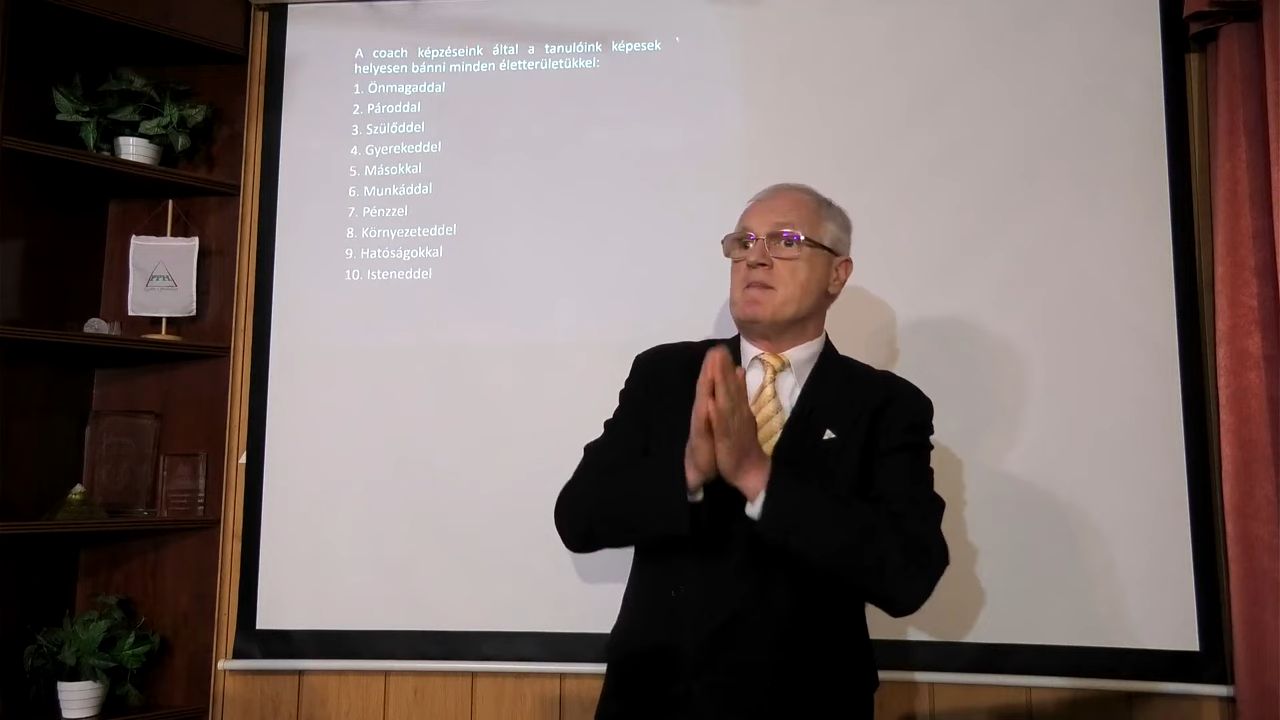 A coach képzéseink által a tanulóink képesek
helyesen bánni minden életterületükkel:
1. Önmagaddal
2. Pároddal
3. Szülőddel
4. Gyerekeddel
5. Másokkal
6. Munkáddal
7. Pénzzel
8. Környezeteddel
9. Hatóságokkal
10. Isteneddel